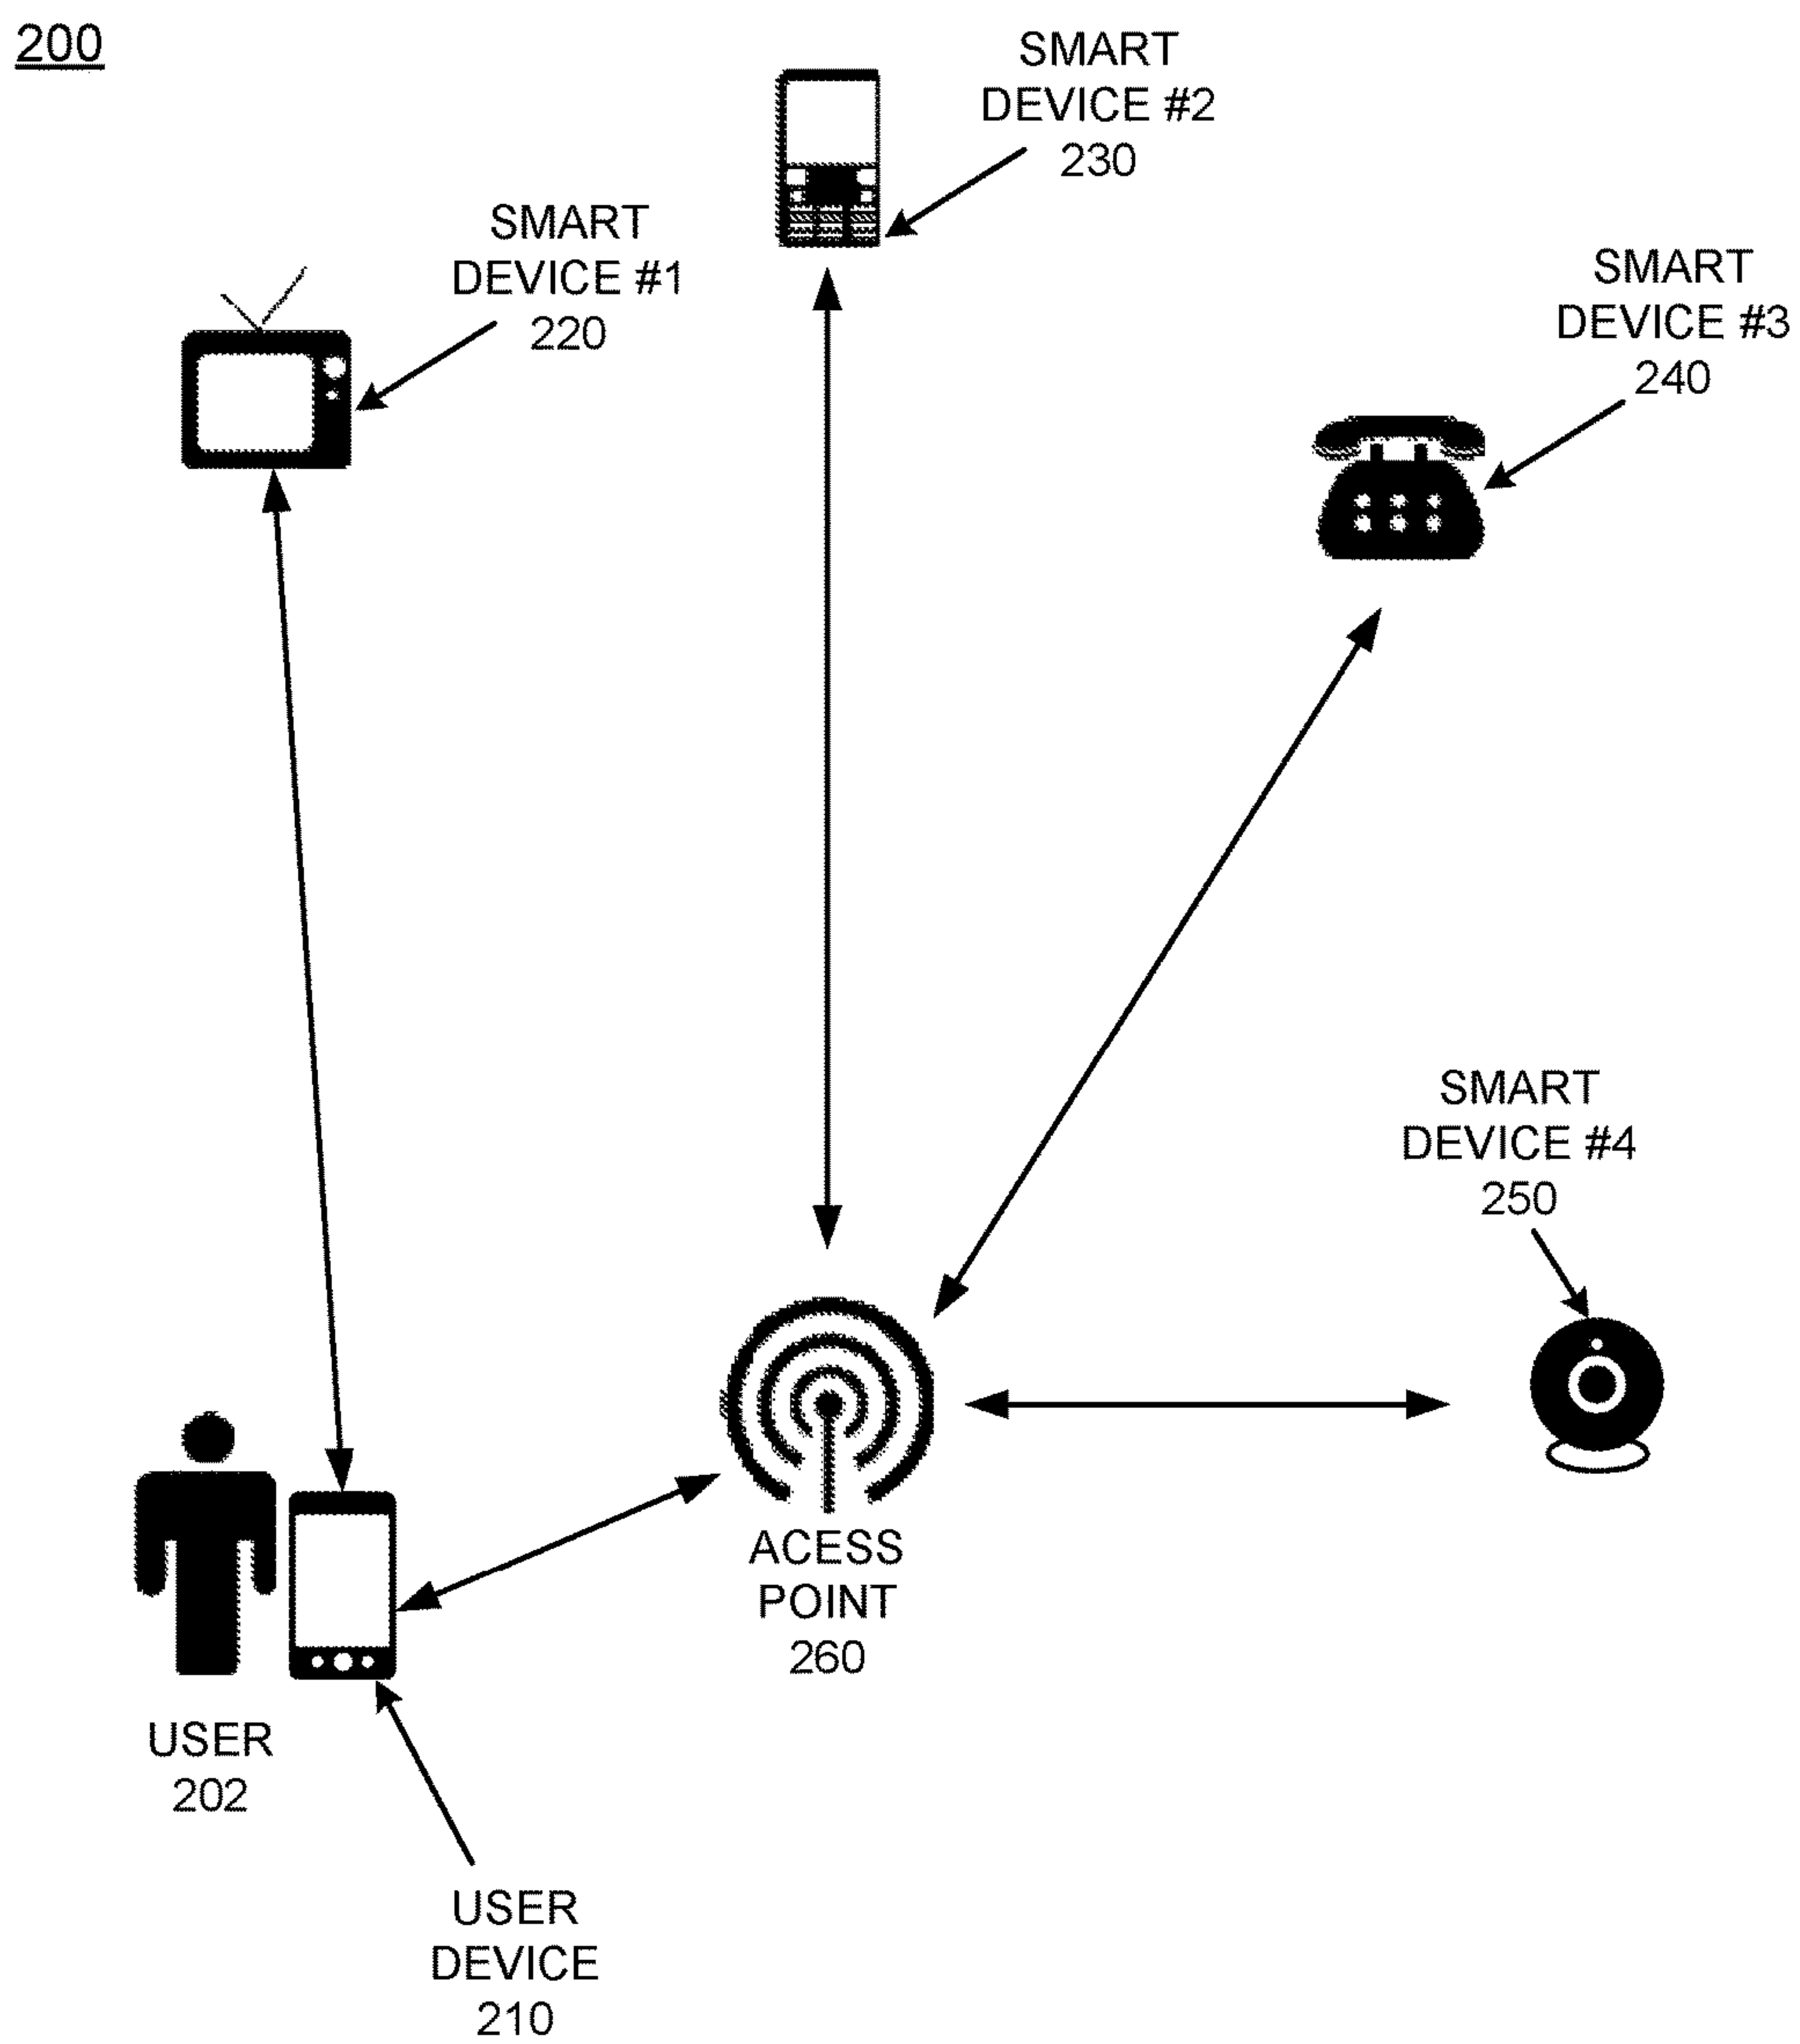 200
SMART
DEVICE #2
230
SMART
DEVICE #1
220
SMART
DEVICE #3
240
SMART
DEVICE #4
250
ACESS
POINT
260
USER
202
USER
DEVICE
210